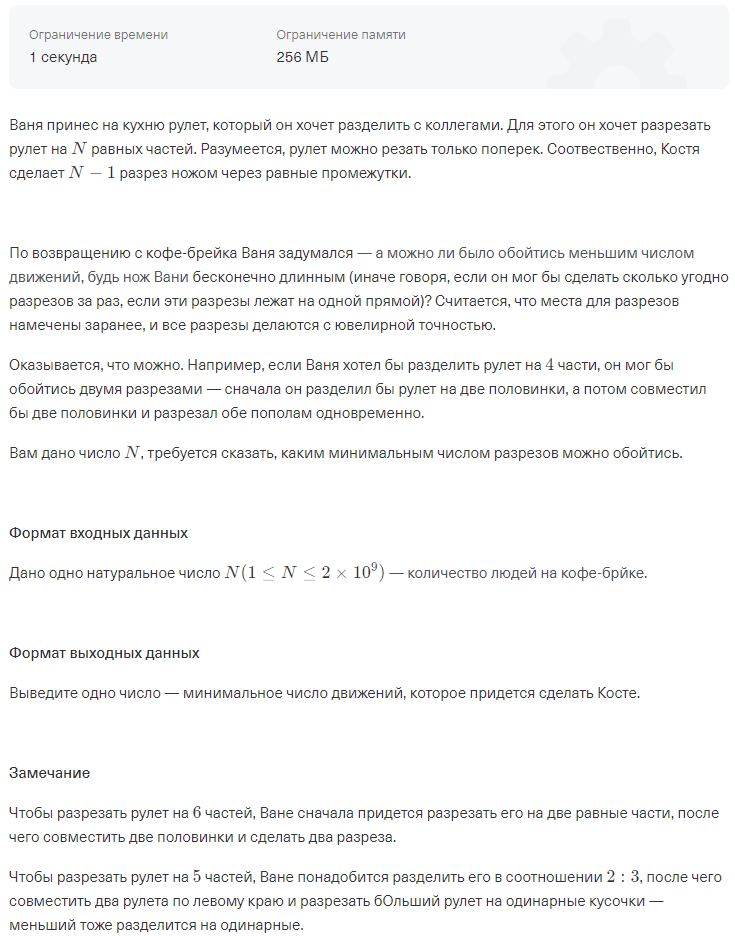 Ограничение времени
Ограничение памяти
1 секунда
256 МБ
Ваня принес на кухню рулет, который он хочет разделить с коллегами. Для этого он хочет разрезать
рулет на N равных частей. Разумеется, рулет можно резать только поперек. Соотвественно, Костя
сделает N − 1 разрез ножом через равные промежутки.
По возвращению с кофе-брейка Ваня задумался — а можно ли было обойтись меньшим числом
движений, будь нож Вани бесконечно длинным (иначе говоря, если он мог бы сделать сколько угодно
разрезов за раз, если эти разрезы лежат на одной прямой)? Считается, что места для разрезов
намечены заранее, и все разрезы делаются с ювелирной точностью.
Оказывается, что можно. Например, если Ваня хотел бы разделить рулет на 4 части, он мог бы
обойтись двумя разрезами — сначала он разделил бы рулет на две половинки, а потом совместил
бы две половинки и разрезал обе пополам одновременно.
Вам дано число N, требуется сказать, каким минимальным числом разрезов можно обойтись.
Формат входных данных
Дано одно натуральное число N(1 ≤ N ≤ 2 × 10⁹) — количество людей на кофе-брйке.
Формат выходных данных
Выведите одно число — минимальное число движений, которое придется сделать Косте.
Замечание
Чтобы разрезать рулет на 6 частей, Ване сначала придется разрезать его на две равные части, после
чего совместить две половинки и сделать два разреза.
Чтобы разрезать рулет на 5 частей, Ване понадобится разделить его в соотношении 2 : 3, после чего
совместить два рулета по левому краю и разрезать бОльший рулет на одинарные кусочки —
меньший тоже разделится на одинарные.